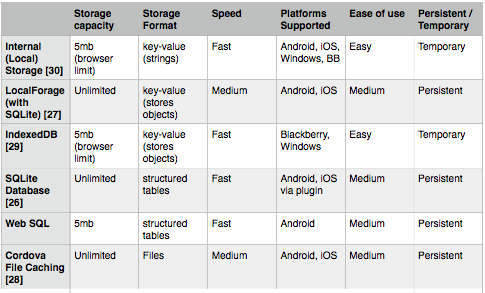 Storage capacity	Storage Format	Speed	Platforms Supported	Ease of use	Persistent / Temporary
Internal (Local) Storage [30]	5mb (browser limit)	key-value (strings)	Fast	Android, iOS, Windows, BB	Easy	Temporary
LocalForage (with SQLite) [27]	Unlimited	key-value (stores objects)	Medium	Android, iOS	Medium	Persistent
IndexedDB [29]	5mb (browser limit)	key-value (stores objects)	Fast	Blackberry, Windows	Easy	Temporary
SQLite Database [26]	Unlimited	structured tables	Fast	Android, iOS via plugin	Medium	Persistent
Web SQL	5mb	structured tables	Fast	Android	Medium	Persistent
Cordova File Caching [28]	Unlimited	Files	Medium	Android, iOS	Medium	Persistent